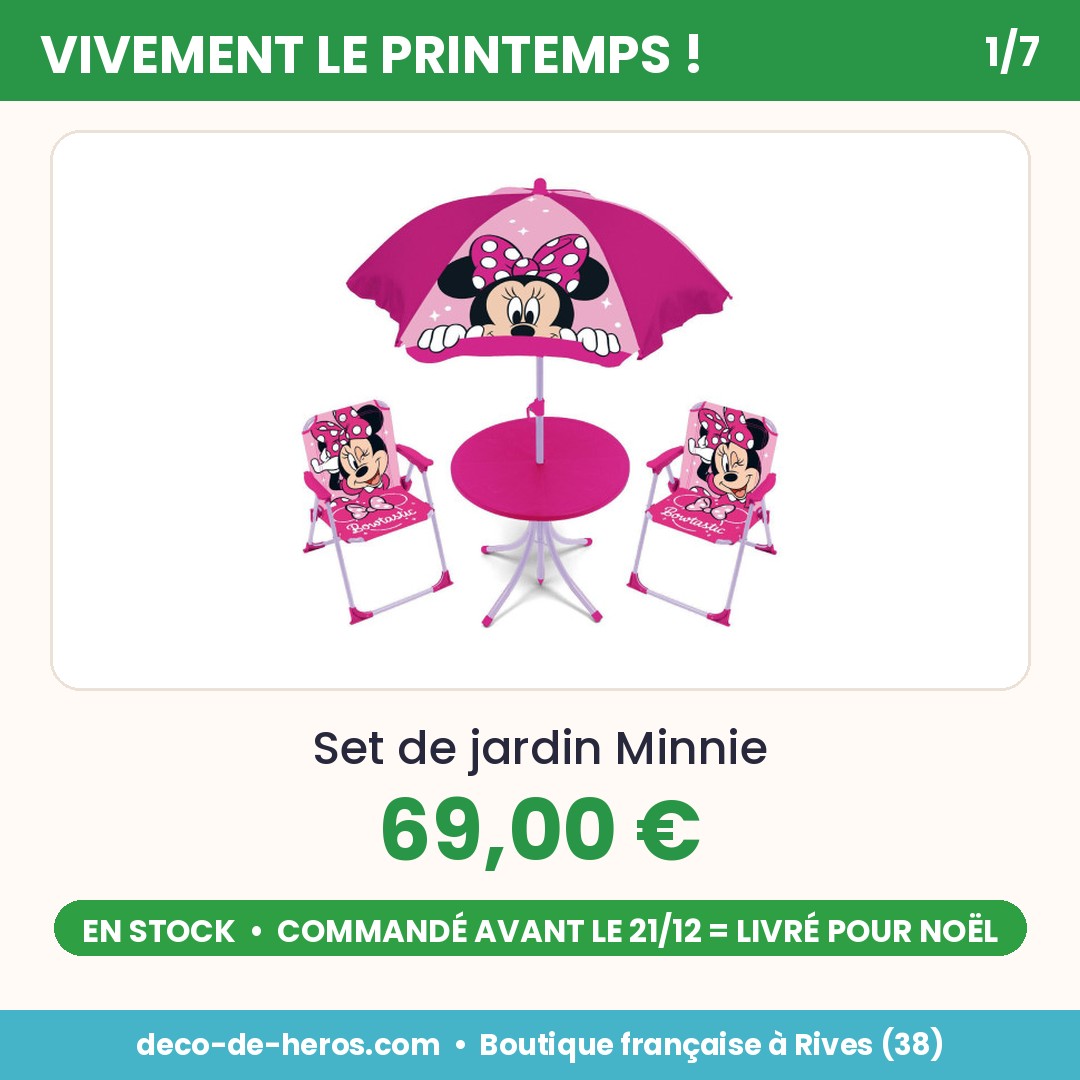 VIVEMENT LE PRINTEMPS !
1/7
Bowtastic
Bowtastic
Set de jardin Minnie
69,00 €
EN STOCK • COMMANDÉ AVANT LE 21/12 = LIVRÉ POUR NOËL
deco-de-heros.com • Boutique française à Rives (38)